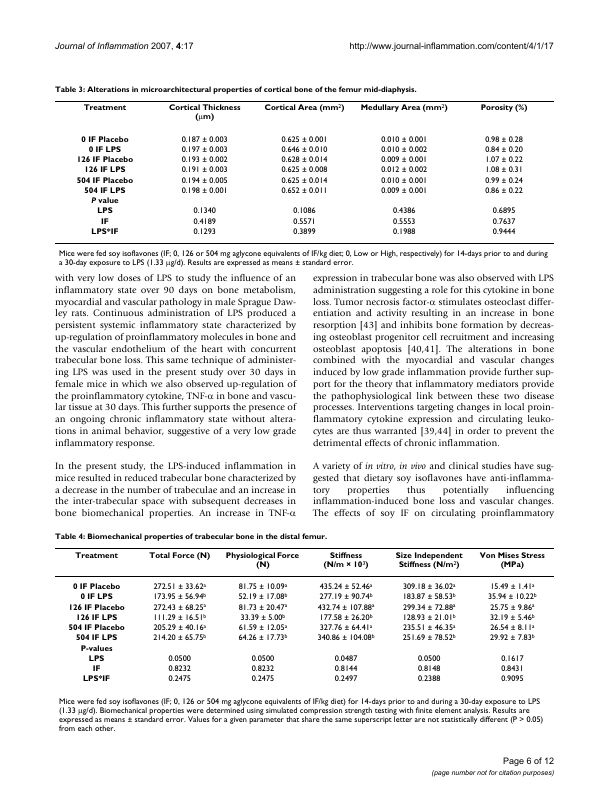 Journal of Inflammation 2007, 4:17
http://www.journal-inflammation.com/content/4/1/17
Table 3: Alterations in microarchitectural properties of cortical bone of the femur mid-diaphysis.
Treatment Cortical Thickness (μm) Cortical Area (mm²) Medullary Area (mm²) Porosity (%)
0 IF Placebo 0.187 ± 0.003 0.625 ± 0.001 0.010 ± 0.001 0.98 ± 0.28
0 IF LPS 0.197 ± 0.003 0.646 ± 0.010 0.010 ± 0.002 0.84 ± 0.20
126 IF Placebo 0.193 ± 0.002 0.628 ± 0.014 0.009 ± 0.001 1.07 ± 0.22
126 IF LPS 0.191 ± 0.003 0.625 ± 0.008 0.012 ± 0.002 1.08 ± 0.31
504 IF Placebo 0.194 ± 0.005 0.625 ± 0.014 0.010 ± 0.001 0.99 ± 0.24
504 IF LPS 0.198 ± 0.001 0.652 ± 0.011 0.009 ± 0.001 0.86 ± 0.22
P value
LPS 0.1340 0.1086 0.4386 0.6895
IF 0.4189 0.5571 0.5553 0.7637
LPS*IF 0.1293 0.3899 0.1988 0.9444
Mice were fed soy isoflavones (IF; 0, 126 or 504 mg aglycone equivalents of IF/kg diet; 0, Low or High, respectively) for 14-days prior to and during
a 30-day exposure to LPS (1.33 μg/d). Results are expressed as means ± standard error.
with very low doses of LPS to study the influence of an
inflammatory state over 90 days on bone metabolism,
myocardial and vascular pathology in male Sprague Daw-
ley rats. Continuous administration of LPS produced a
persistent systemic inflammatory state characterized by
up-regulation of proinflammatory molecules in bone and
the vascular endothelium of the heart with concurrent
trabecular bone loss. This same technique of administer-
ing LPS was used in the present study over 30 days in
female mice in which we also observed up-regulation of
the proinflammatory cytokine, TNF-α in bone and vascu-
lar tissue at 30 days. This further supports the presence of
an ongoing chronic inflammatory state without altera-
tions in animal behavior, suggestive of a very low grade
inflammatory response.
In the present study, the LPS-induced inflammation in
mice resulted in reduced trabecular bone characterized by
a decrease in the number of trabeculae and an increase in
the inter-trabecular space with subsequent decreases in
bone biomechanical properties. An increase in TNF-α
expression in trabecular bone was also observed with LPS
administration suggesting a role for this cytokine in bone
loss. Tumor necrosis factor-α stimulates osteoclast differ-
entiation and activity resulting in an increase in bone
resorption [43] and inhibits bone formation by decreas-
ing osteoblast progenitor cell recruitment and increasing
osteoblast apoptosis [40,41]. The alterations in bone
combined with the myocardial and vascular changes
induced by low grade inflammation provide further sup-
port for the theory that inflammatory mediators provide
the pathophysiological link between these two disease
processes. Interventions targeting changes in local proin-
flammatory cytokine expression and circulating leuko-
cytes are thus warranted [39,44] in order to prevent the
detrimental effects of chronic inflammation.
A variety of in vitro, in vivo and clinical studies have sug-
gested that dietary soy isoflavones have anti-inflamma-
tory properties thus potentially influencing
inflammation-induced bone loss and vascular changes.
The effects of soy IF on circulating proinflammatory
Table 4: Biomechanical properties of trabecular bone in the distal femur.
Treatment Total Force (N) Physiological Force (N) Stiffness (N/m × 10³) Size Independent Stiffness (N/m²) Von Mises Stress (MPa)
0 IF Placebo 272.51 ± 33.62ᵃ 81.75 ± 10.09ᵃ 435.24 ± 52.46ᵃ 309.18 ± 36.02ᵃ 15.49 ± 1.41ᵃ
0 IF LPS 173.95 ± 56.94ᵇ 52.19 ± 17.08ᵇ 277.19 ± 90.74ᵇ 183.87 ± 58.53ᵇ 35.94 ± 10.22ᵇ
126 IF Placebo 272.43 ± 68.25ᵃ 81.73 ± 20.47ᵃ 432.74 ± 107.88ᵃ 299.34 ± 72.88ᵃ 25.75 ± 9.86ᵃ
126 IF LPS 111.29 ± 16.51ᵇ 33.39 ± 5.00ᵇ 177.58 ± 26.20ᵇ 128.93 ± 21.01ᵇ 32.19 ± 5.46ᵇ
504 IF Placebo 205.29 ± 40.16ᵃ 61.59 ± 12.05ᵃ 327.76 ± 64.41ᵃ 235.51 ± 46.35ᵃ 26.54 ± 8.11ᵃ
504 IF LPS 214.20 ± 65.75ᵇ 64.26 ± 17.73ᵇ 340.86 ± 104.08ᵇ 251.69 ± 78.52ᵇ 29.92 ± 7.83ᵇ
P-values
LPS 0.0500 0.0500 0.0487 0.0500 0.1617
IF 0.8232 0.8232 0.8144 0.8148 0.8431
LPS*IF 0.2475 0.2475 0.2497 0.2388 0.9095
Mice were fed soy isoflavones (IF; 0, 126 or 504 mg aglycone equivalents of IF/kg diet) for 14-days prior to and during a 30-day exposure to LPS
(1.33 μg/d). Biomechanical properties were determined using simulated compression strength testing with finite element analysis. Results are
expressed as means ± standard error. Values for a given parameter that share the same superscript letter are not statistically different (P > 0.05)
from each other.
Page 6 of 12
(page number not for citation purposes)